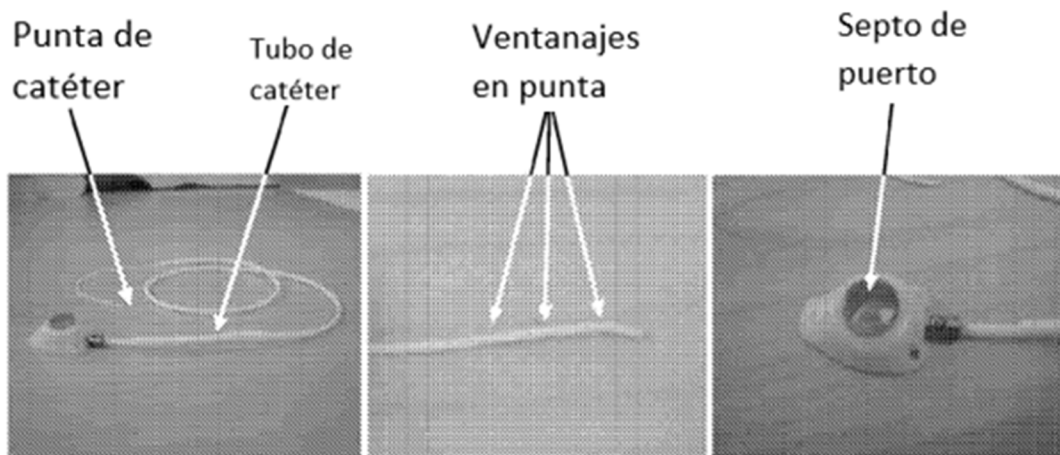 Punta de
catéter
Tubo de
catéter
Ventanajes
en punta
Septo de
puerto